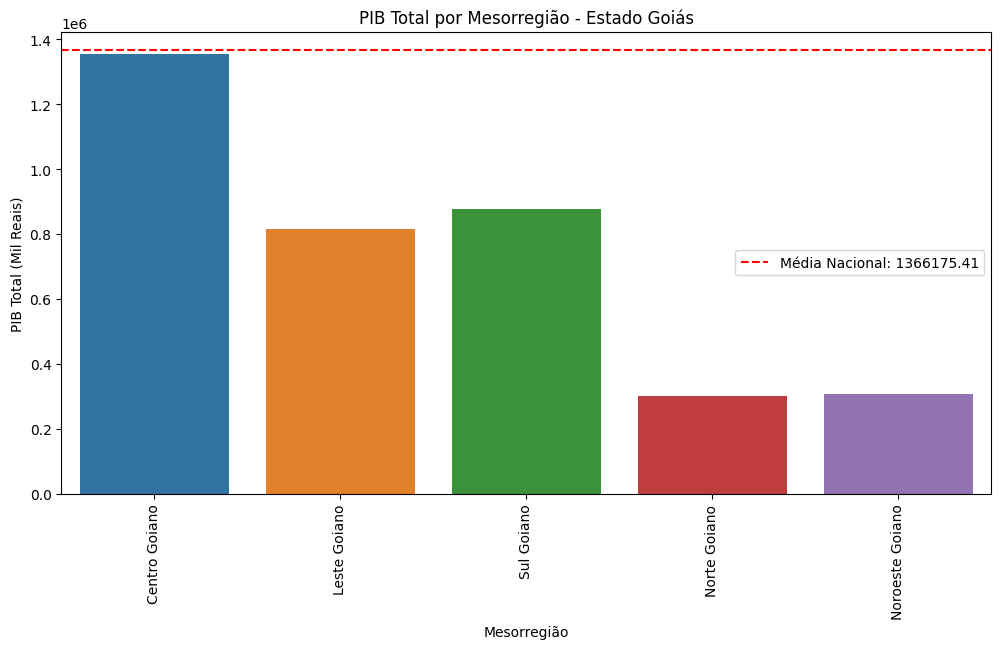 PIB Total por Mesorregião - Estado Goiás
1e6
1.4
1.2
1.0
0.8
0.6
0.4
0.2
0.0
PIB Total (Mil Reais)
Média Nacional: 1366175.41
Centro Goiano
Leste Goiano
Sul Goiano
Norte Goiano
Noroeste Goiano
Mesorregião